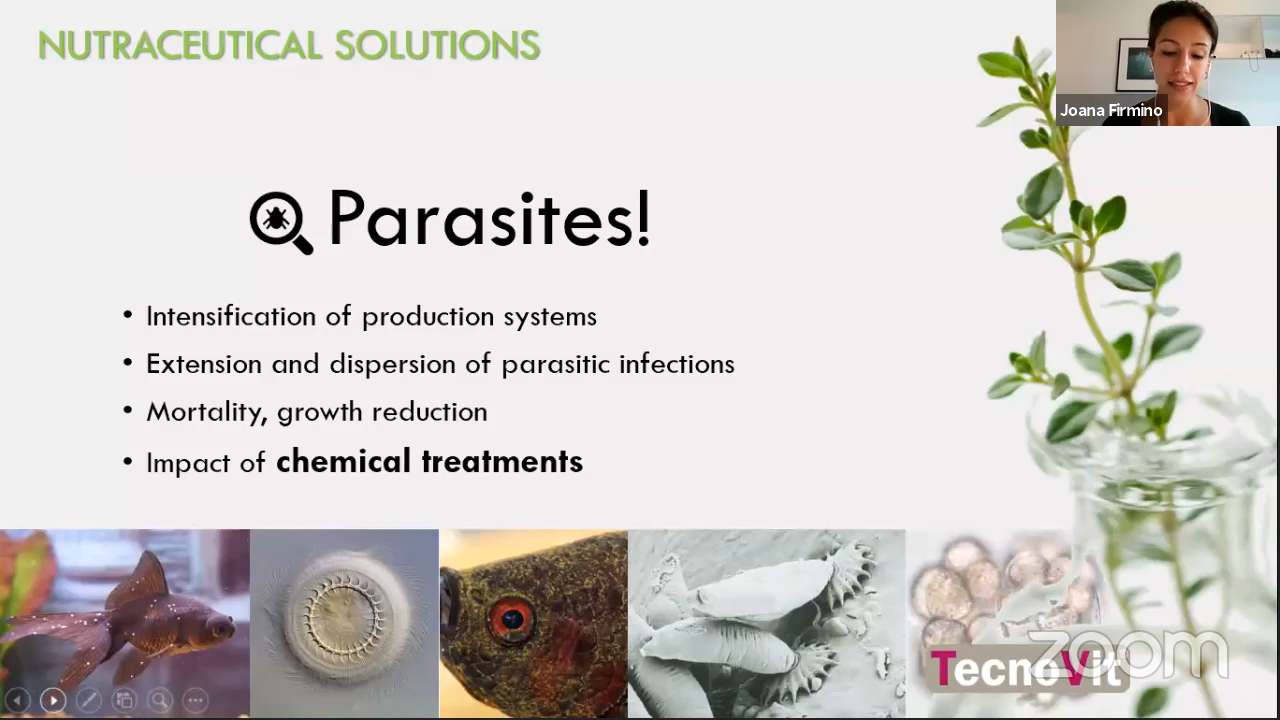 NUTRACEUTICAL SOLUTIONS
Joana Firmino
Parasites!
• Intensification of production systems
• Extension and dispersion of parasitic infections
• Mortality, growth reduction
• Impact of chemical treatments
zoom
TecnoVit